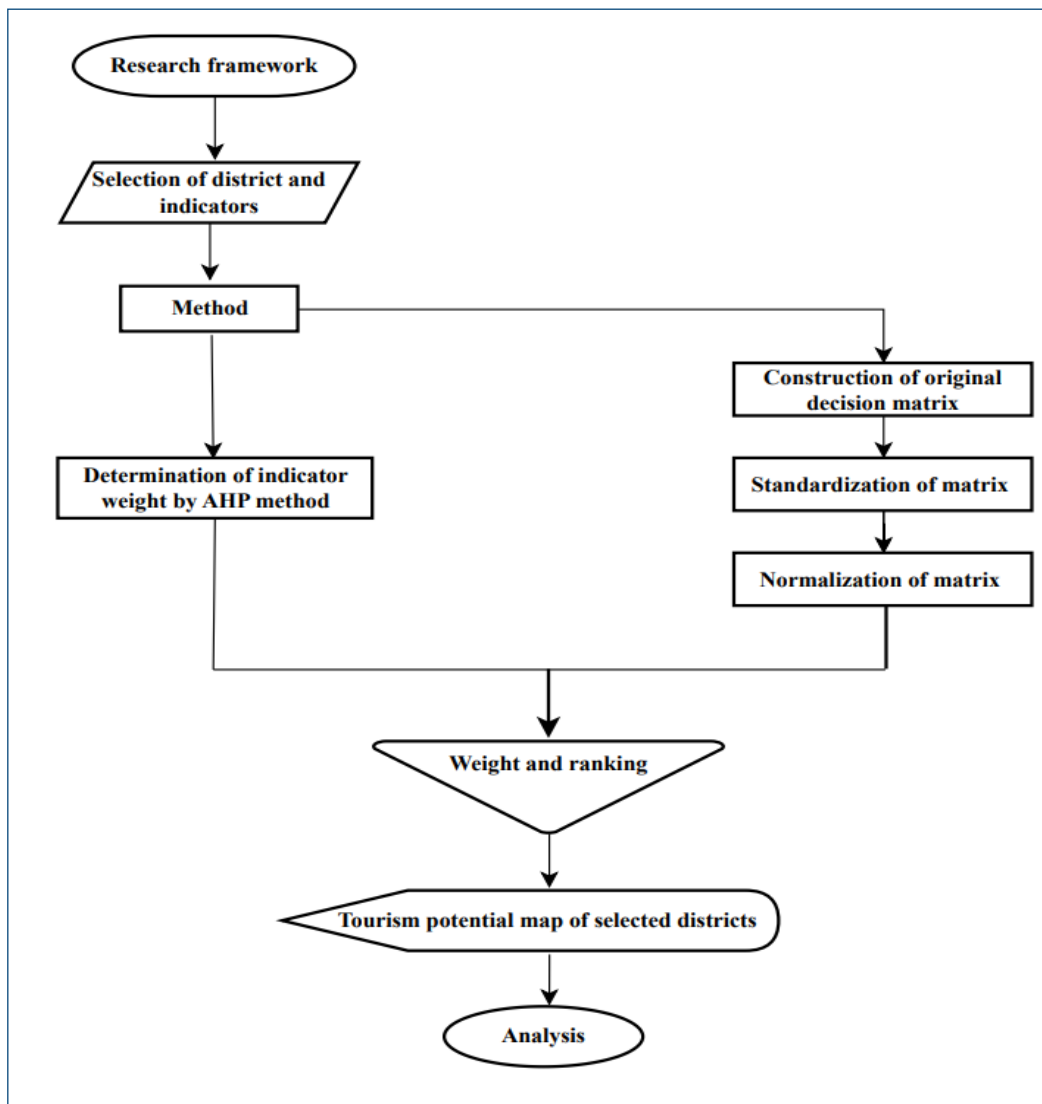 Research framework
Selection of district and
indicators
Method
Construction of original
decision matrix
Determination of indicator
weight by AHP method
Standardization of matrix
Normalization of matrix
Weight and ranking
Tourism potential map of selected districts
Analysis